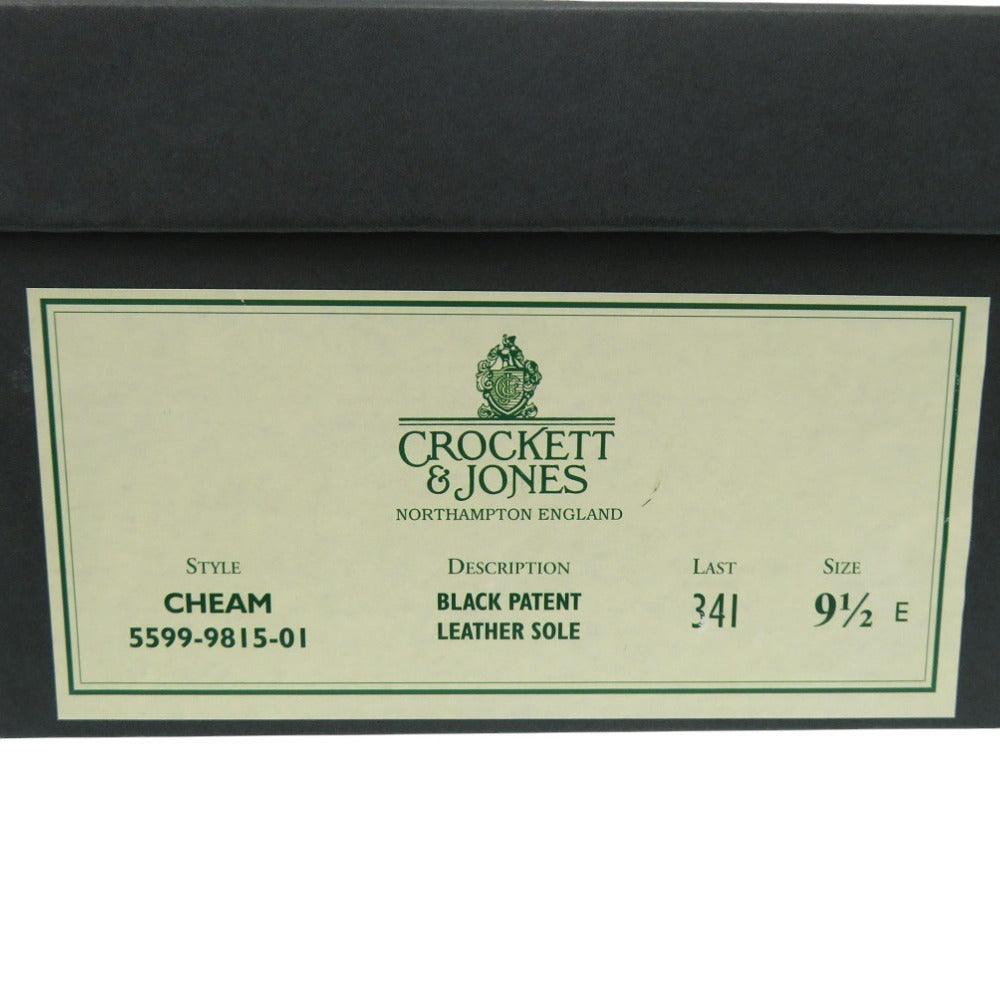 CROCKETT
& JONES
NORTHAMPTON ENGLAND
STYLE DESCRIPTION LAST SIZE
CHEAM BLACK PATENT 341 9½ E
5599-9815-01 LEATHER SOLE